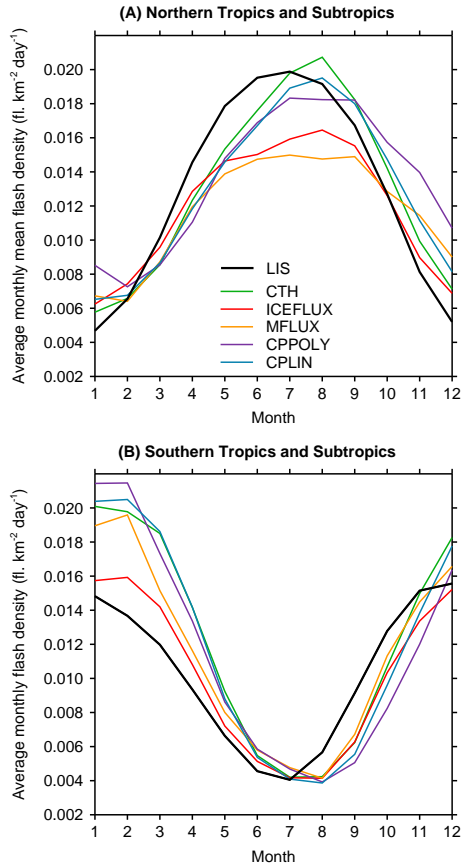 (A) Northern Tropics and Subtropics
Average monthly mean flash density (fl. km⁻² day⁻¹)
0.020
0.018
0.016
0.014
0.012
0.010
0.008
0.006
0.004
0.002
LIS
CTH
ICEFLUX
MFLUX
CPPOLY
CPLIN
1 2 3 4 5 6 7 8 9 10 11 12
Month
(B) Southern Tropics and Subtropics
Average monthly flash density (fl. km⁻² day⁻¹)
0.020
0.018
0.016
0.014
0.012
0.010
0.008
0.006
0.004
0.002
1 2 3 4 5 6 7 8 9 10 11 12
Month